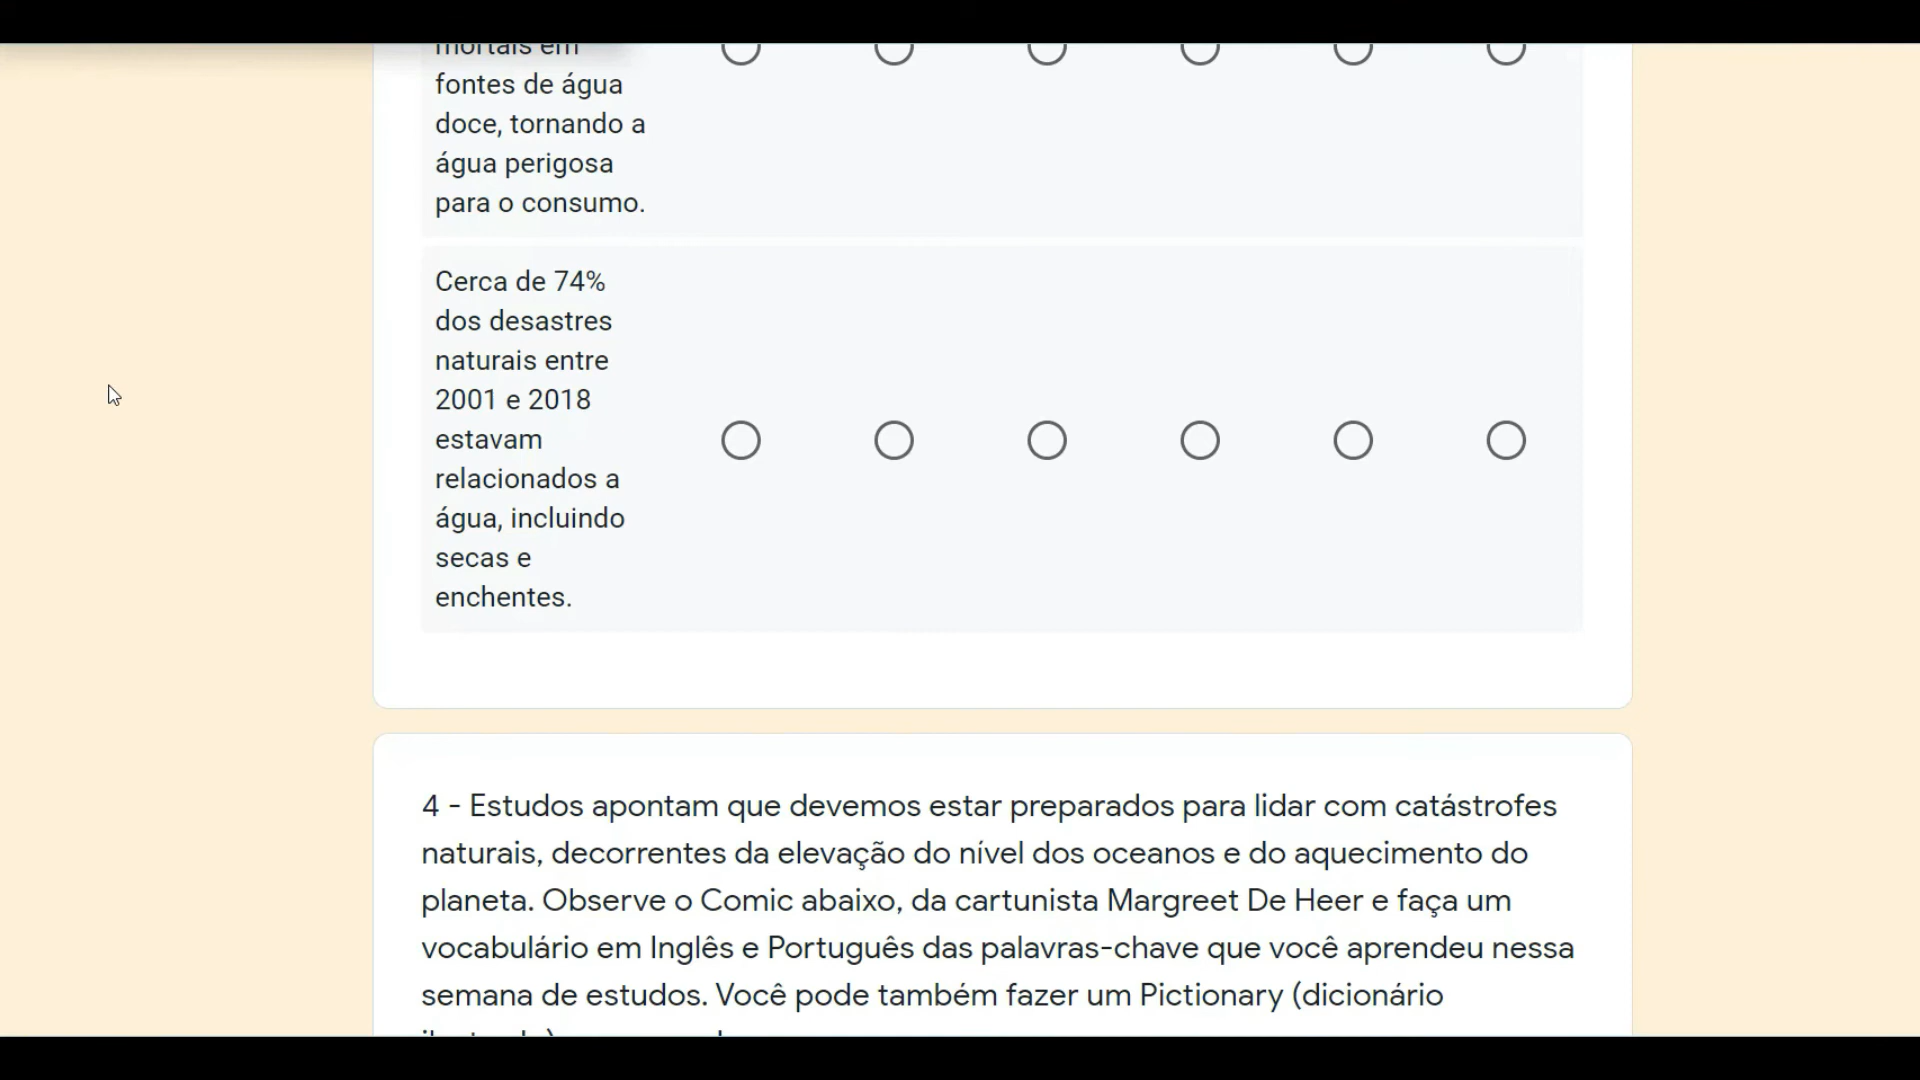 mortais em
fontes de água
doce, tornando a
água perigosa
para o consumo.
Cerca de 74%
dos desastres
naturais entre
2001 e 2018
estavam
relacionados a
água, incluindo
secas e
enchentes.
4 - Estudos apontam que devemos estar preparados para lidar com catástrofes
naturais, decorrentes da elevação do nível dos oceanos e do aquecimento do
planeta. Observe o Comic abaixo, da cartunista Margreet De Heer e faça um
vocabulário em Inglês e Português das palavras-chave que você aprendeu nessa
semana de estudos. Você pode também fazer um Pictionary (dicionário